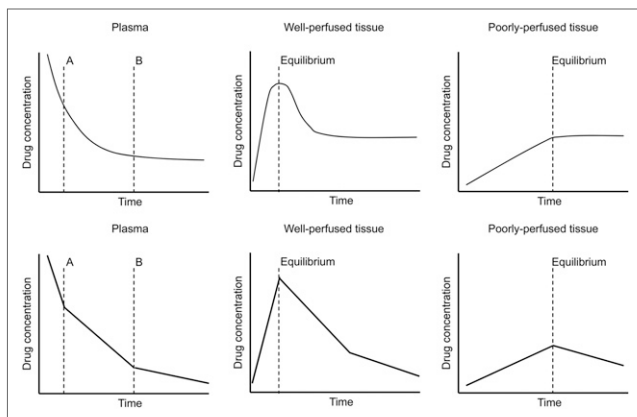 Plasma
Well-perfused tissue
Poorly-perfused tissue
A
B
Equilibrium
Equilibrium
Drug concentration
Drug concentration
Drug concentration
Time
Time
Time
Plasma
Well-perfused tissue
Poorly-perfused tissue
A
B
Equilibrium
Equilibrium
Drug concentration
Drug concentration
Drug concentration
Time
Time
Time